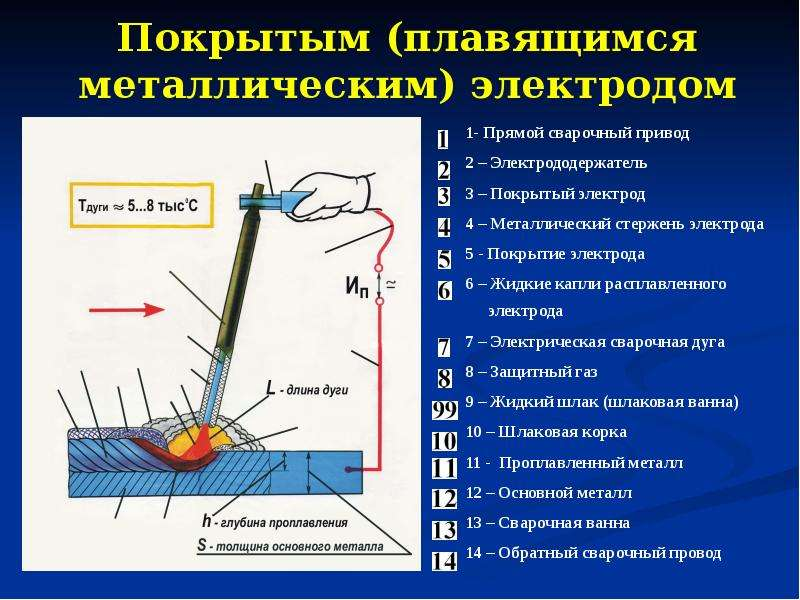 Покрытым (плавящимся
металлическим) электродом
Tдуги ≈ 5...8 тыс°С
Ип
≈
L - длина дуги
h - глубина проплавления
S - толщина основного металла
1 1- Прямой сварочный привод
2 2 – Электрододержатель
3 3 – Покрытый электрод
4 4 – Металлический стержень электрода
5 5 - Покрытие электрода
6 6 – Жидкие капли расплавленного
электрода
7 7 – Электрическая сварочная дуга
8 8 – Защитный газ
99 9 – Жидкий шлак (шлаковая ванна)
10 10 – Шлаковая корка
11 11 - Проплавленный металл
12 12 – Основной металл
13 13 – Сварочная ванна
14 14 – Обратный сварочный провод